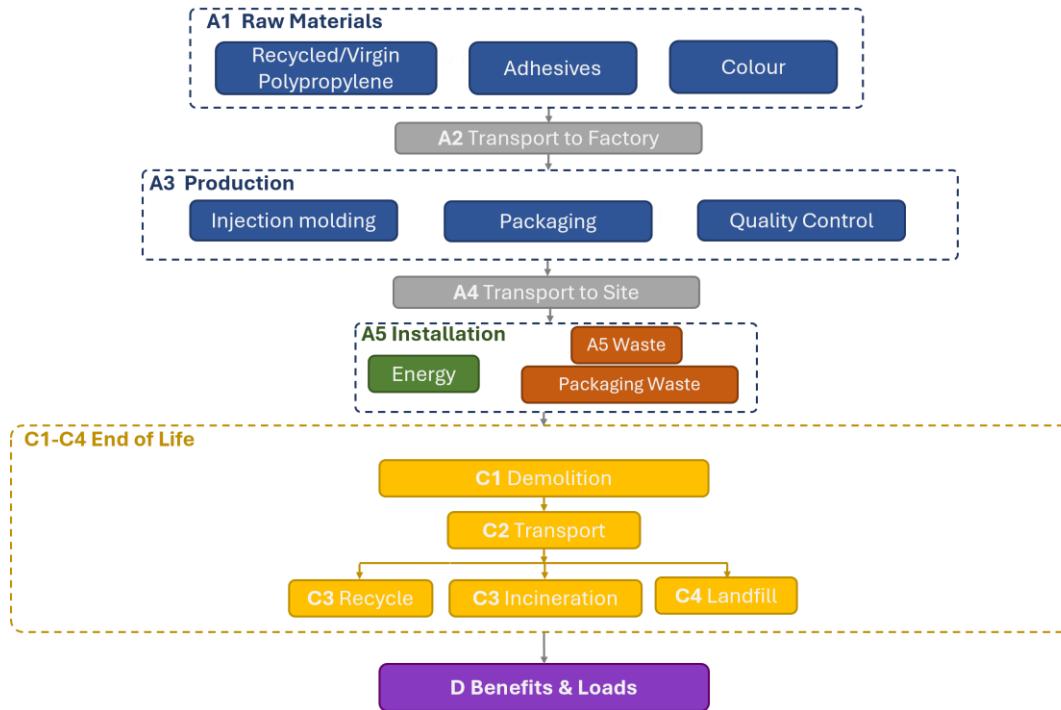 A1 Raw Materials
Recycled/Virgin
Polypropylene
Adhesives
Colour
A2 Transport to Factory
A3 Production
Injection molding
Packaging
Quality Control
A4 Transport to Site
A5 Installation
A5 Waste
Energy
Packaging Waste
C1-C4 End of Life
C1 Demolition
C2 Transport
C3 Recycle
C3 Incineration
C4 Landfill
D Benefits & Loads